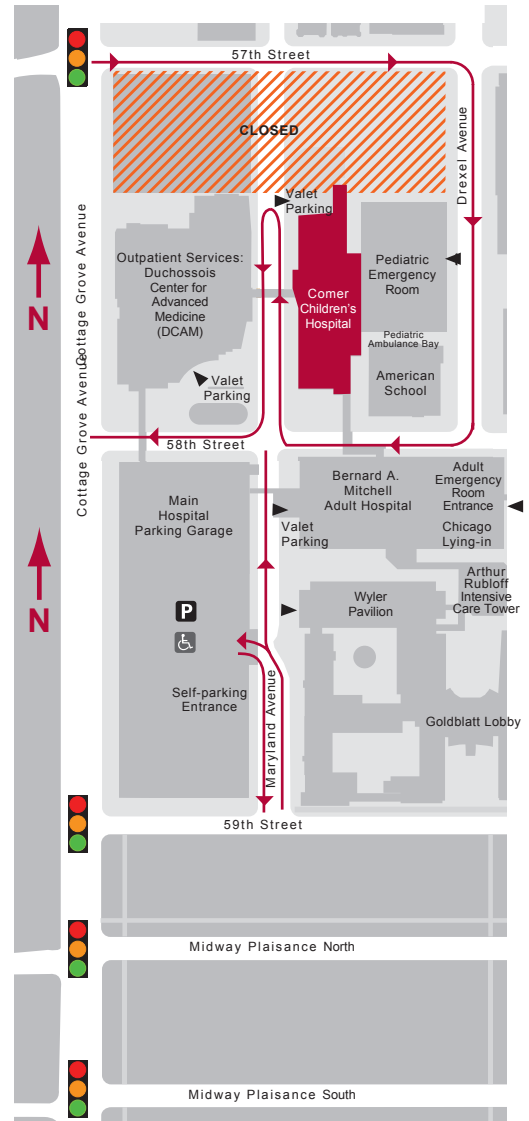 57th Street
CLOSED
Drexel Avenue
Valet
Parking
Cottage Grove Avenue
N
Outpatient Services:
Duchossois
Center for
Advanced
Medicine
(DCAM)
Comer
Children's
Hospital
Pediatric
Emergency
Room
Pediatric
Ambulance Bay
American
School
Valet
Parking
58th Street
Cottage Grove Avenue
Main
Hospital
Parking Garage
Bernard A.
Mitchell
Adult Hospital
Adult
Emergency
Room
Entrance
Chicago
Lying-in
Valet
Parking
N
Arthur
Rubloff
Intensive
Care Tower
Wyler
Pavilion
P
Self-parking
Entrance
Maryland Avenue
Goldblatt Lobby
59th Street
Midway Plaisance North
Midway Plaisance South